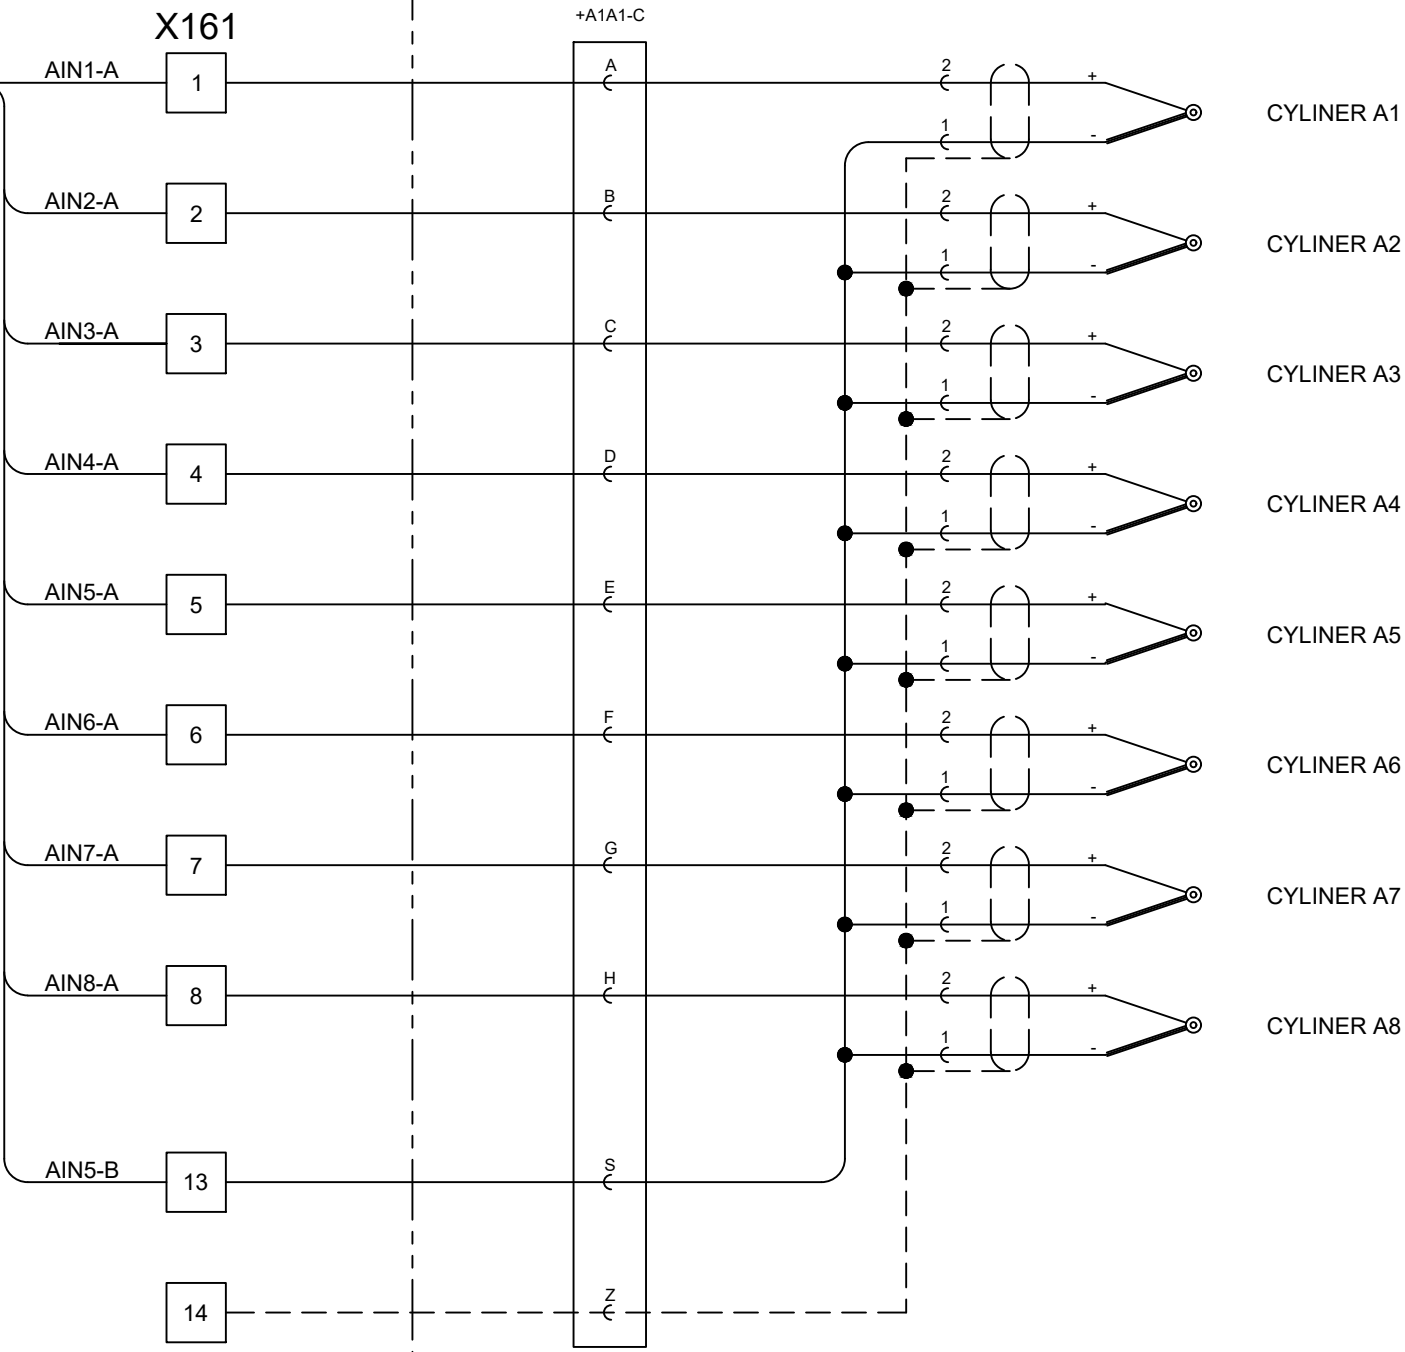 X161
+A1A1-C
AIN1-A 1 A 2 + CYLINER A1
1 -
AIN2-A 2 B 2 + CYLINER A2
1 -
AIN3-A 3 C 2 + CYLINER A3
1 -
AIN4-A 4 D 2 + CYLINER A4
1 -
AIN5-A 5 E 2 + CYLINER A5
1 -
AIN6-A 6 F 2 + CYLINER A6
1 -
AIN7-A 7 G 2 + CYLINER A7
1 -
AIN8-A 8 H 2 + CYLINER A8
1 -
AIN5-B 13 S
14 Z